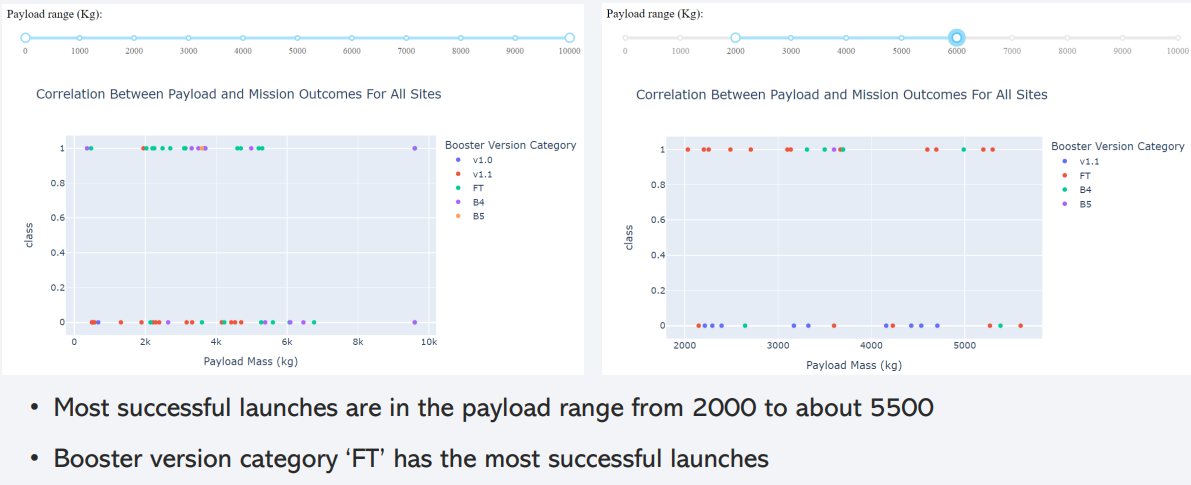 Payload range (Kg):
0 1000 2000 3000 4000 5000 6000 7000 8000 9000 10000
Correlation Between Payload and Mission Outcomes For All Sites
1
0.8
0.6
0.4
0.2
0
class
0 2k 4k 6k 8k 10k
Payload Mass (kg)
Booster Version Category
v1.0
v1.1
FT
B4
B5
Payload range (Kg):
0 1000 2000 3000 4000 5000 6000 7000 8000 9000 10000
Correlation Between Payload and Mission Outcomes For All Sites
1
0.8
0.6
0.4
0.2
0
class
2000 3000 4000 5000
Payload Mass (kg)
Booster Version Category
v1.1
FT
B4
B5
• Most successful launches are in the payload range from 2000 to about 5500
• Booster version category ‘FT’ has the most successful launches